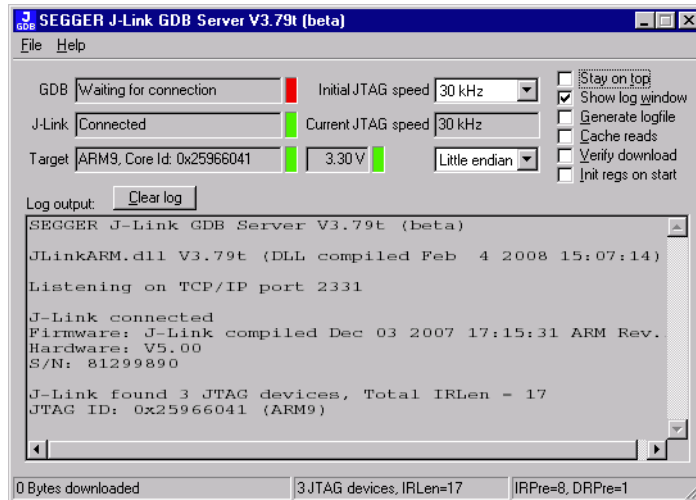 J GDB SEGGER J-Link GDB Server V3.79t (beta)
File Help
GDB Waiting for connection Initial JTAG speed 30 kHz
J-Link Connected Current JTAG speed 30 kHz
Target ARM9, Core Id: 0x25966041 3.30 V Little endian
Stay on top
Show log window
Generate logfile
Cache reads
Verify download
Init regs on start
Log output: Clear log
SEGGER J-Link GDB Server V3.79t (beta)
JLinkARM.dll V3.79t (DLL compiled Feb  4 2008 15:07:14)
Listening on TCP/IP port 2331
J-Link connected
Firmware: J-Link compiled Dec 03 2007 17:15:31 ARM Rev.
Hardware: V5.00
S/N: 81299890
J-Link found 3 JTAG devices, Total IRLen = 17
JTAG ID: 0x25966041 (ARM9)
0 Bytes downloaded 3 JTAG devices, IRLen=17 IRPre=8, DRPre=1